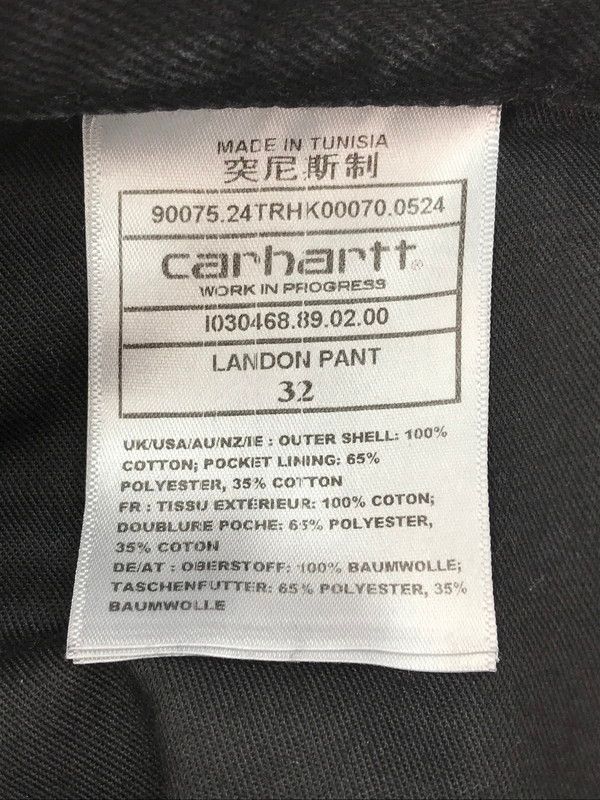 MADE IN TUNISIA
突尼斯制
90075.24TRHK00070.0524
carhartt®
WORK IN PROGRESS
I030468.89.02.00
LANDON PANT
32
UK/USA/AU/NZ/IE : OUTER SHELL: 100%
COTTON; POCKET LINING: 65%
POLYESTER, 35% COTTON
FR : TISSU EXTÉRIEUR: 100% COTON;
DOUBLURE POCHE: 65% POLYESTER,
35% COTON
DE/AT : OBERSTOFF: 100% BAUMWOLLE;
TASCHENFUTTER: 65% POLYESTER, 35%
BAUMWOLLE